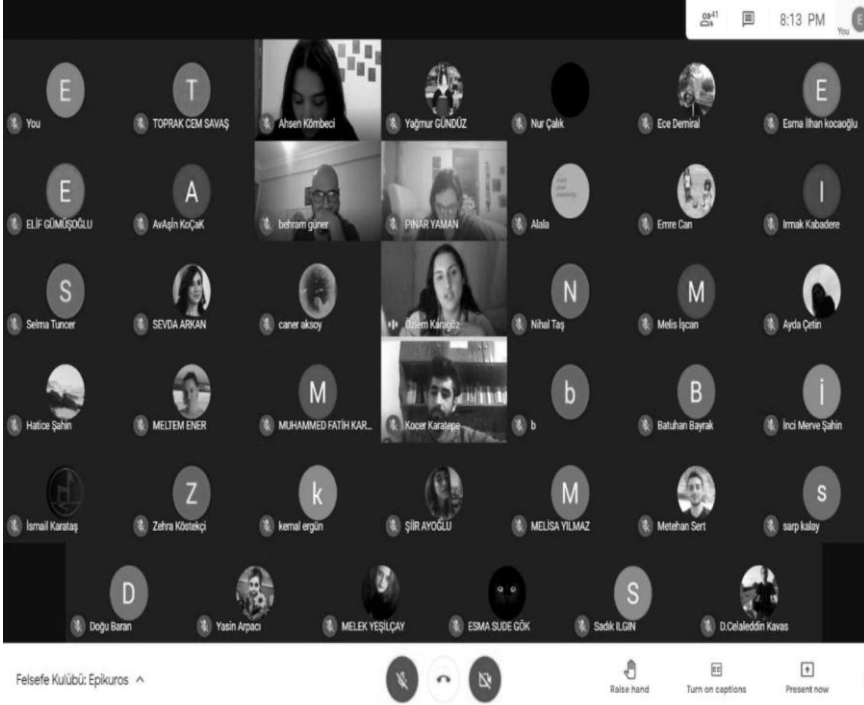 41 8:13 PM You E
E T E
You TOPRAK CEM SAVAŞ Ahsen Kömbeci Yağmur GÜNDÜZ Nur Çalık Ece Demiral Esma İlhan kocaoğlu
E A I
ELİF GÜMÜŞOĞLU AvAşİn KoÇaK behram güner PINAR YAMAN Alala Emre Can Irmak Kabadere
S N M
Selma Tuncer SEVDA ARKAN caner aksoy Özlem Karagöz Nihal Taş Melis İşcan Ayda Çetin
M b B i
Hatice Şahin MELTEM ENER MUHAMMED FATİH KAR... Kocer Karatepe b Batuhan Bayrak İnci Merve Şahin
Z k M s
İsmail Karataş Zehra Köstekçi kemal ergün ŞİİR AYOĞLU MELİSA YILMAZ Metehan Sert sarp kalay
D S
Doğu Baran Yasin Arpacı MELEK YEŞİLÇAY ESMA SUDE GÖK Sadık ILGIN D.Celaleddin Kavas
Felsefe Kulübü: Epikuros Raise hand Turn on captions Present now